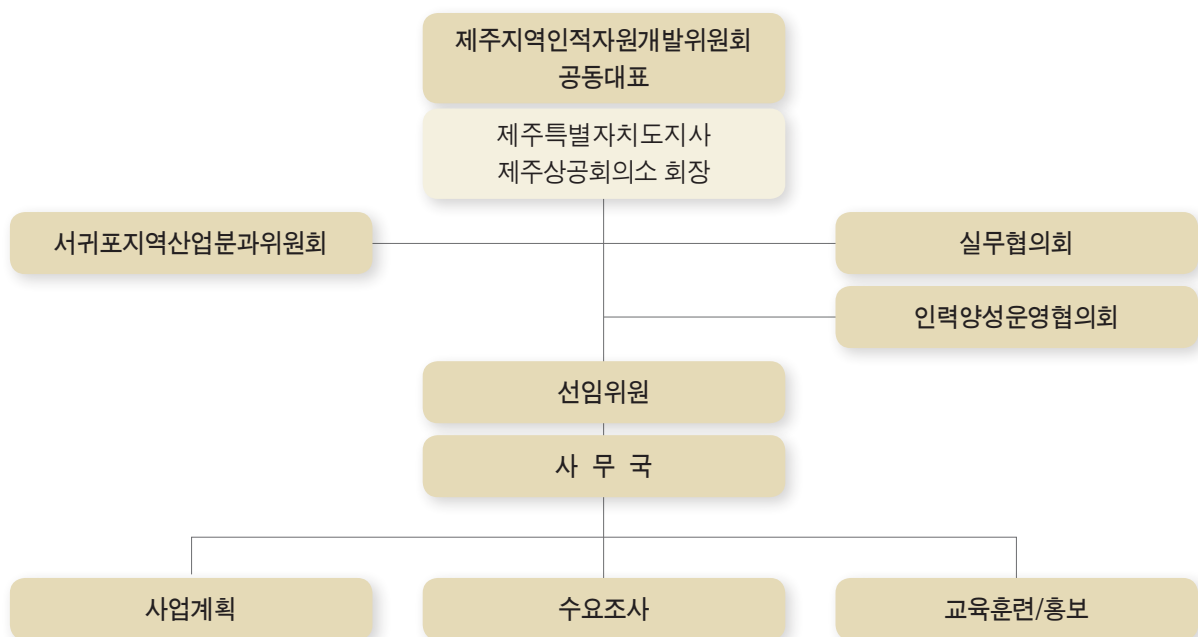 제주지역인적자원개발위원회
공동대표
제주특별자치도지사
제주상공회의소 회장
서귀포지역산업분과위원회
실무협의회
인력양성운영협의회
선임위원
사 무 국
사업계획
수요조사
교육훈련/홍보